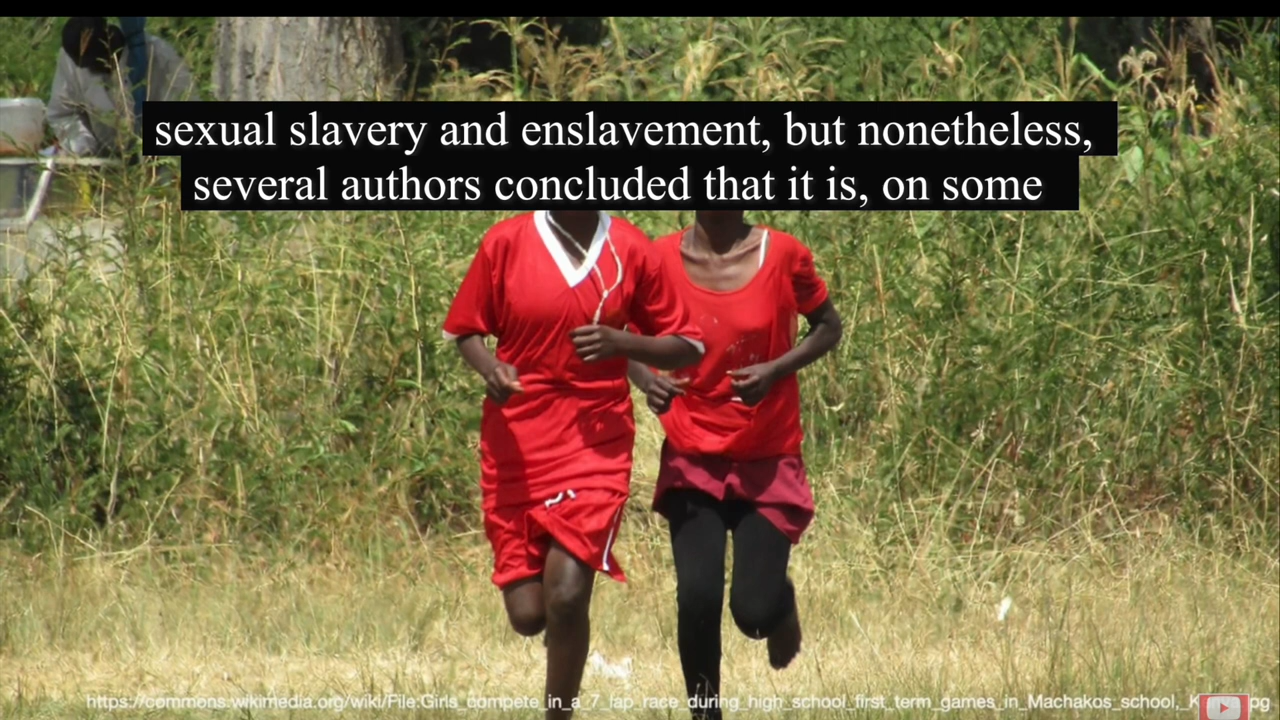 sexual slavery and enslavement, but nonetheless,
several authors concluded that it is, on some
https://commons.wikimedia.org/wiki/File:Girls_compete_in_a_7_lap_race_during_high_school_first_term_games_in_Machakos_school,